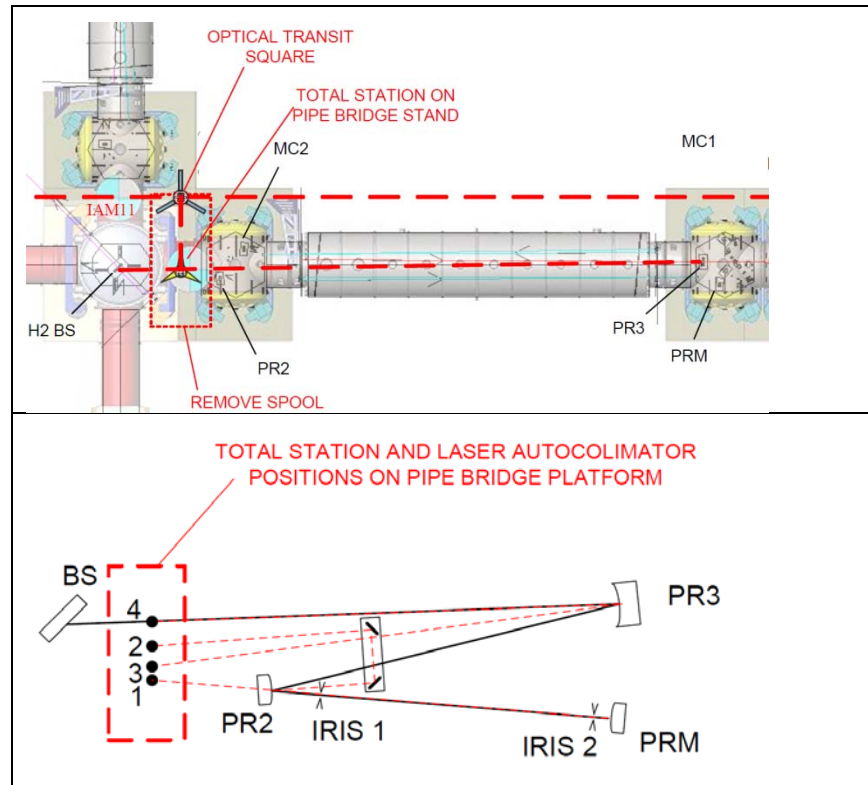 OPTICAL TRANSIT
SQUARE
TOTAL STATION ON
PIPE BRIDGE STAND
MC2
MC1
IAM11
H2 BS
PR2
PR3
PRM
REMOVE SPOOL
TOTAL STATION AND LASER AUTOCOLIMATOR
POSITIONS ON PIPE BRIDGE PLATFORM
BS
4
2
3
1
PR3
PR2
IRIS 1
IRIS 2
PRM